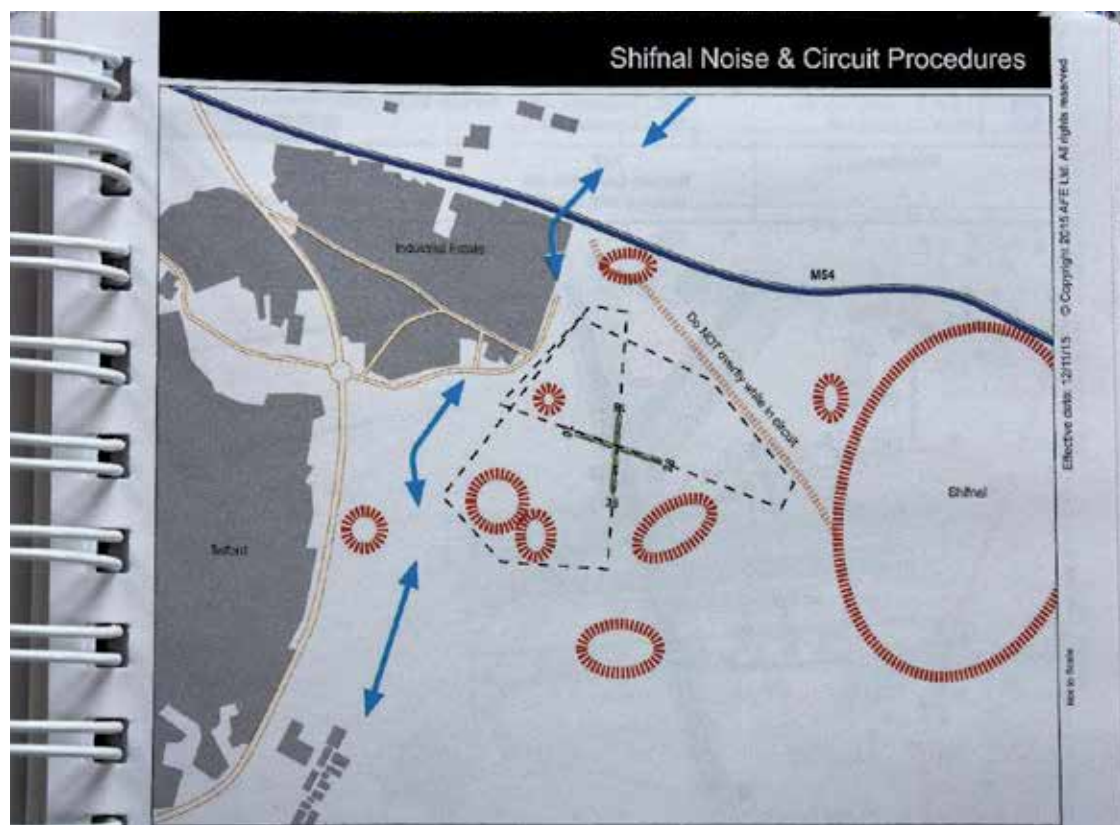 Shifnal Noise & Circuit Procedures
Industrial Estate
M54
Do NOT overfly while in circuit
Shifnal
Telford
Not to Scale
Effective date: 12/11/15
© Copyright 2015 AFE Ltd. All rights reserved